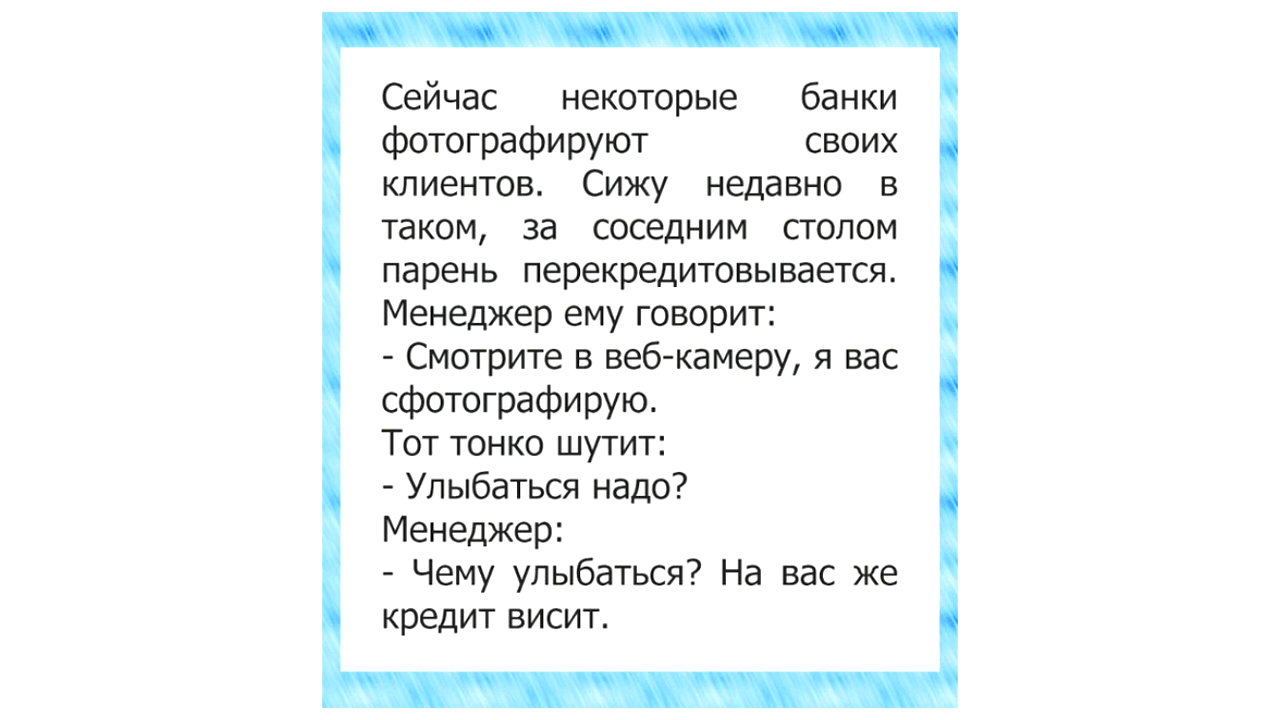 Сейчас некоторые банки
фотографируют своих
клиентов. Сижу недавно в
таком, за соседним столом
парень перекредитовывается.
Менеджер ему говорит:
- Смотрите в веб-камеру, я вас
сфотографирую.
Тот тонко шутит:
- Улыбаться надо?
Менеджер:
- Чему улыбаться? На вас же
кредит висит.